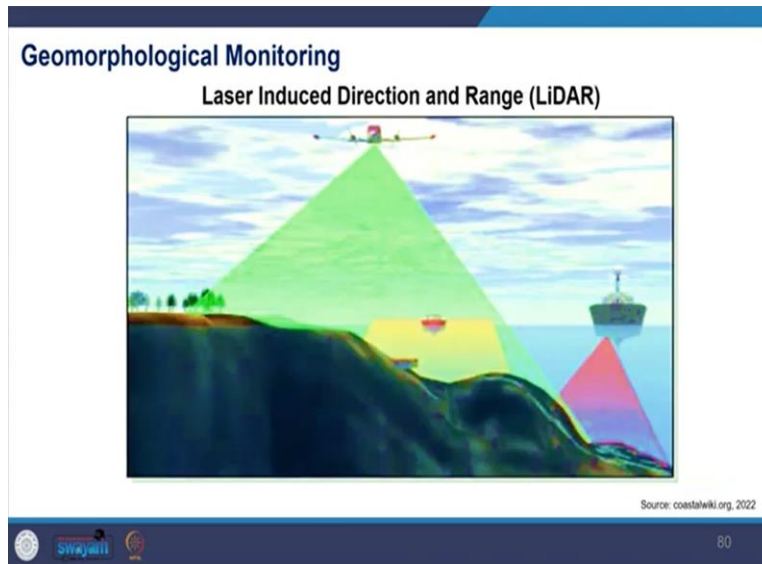 Geomorphological Monitoring
Laser Induced Direction and Range (LiDAR)
Source: coastalwiki.org, 2022
swayam
80